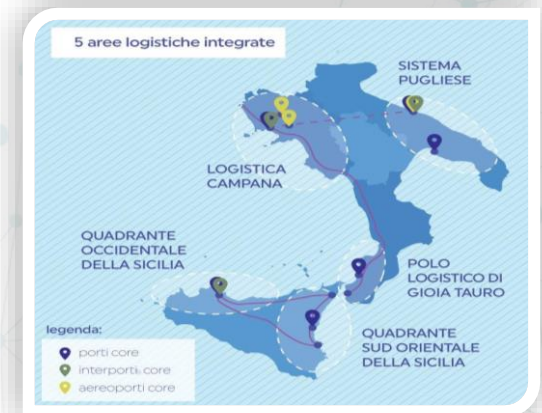 5 aree logistiche integrate
SISTEMA
PUGLIESE
LOGISTICA
CAMPANA
QUADRANTE
OCCIDENTALE
DELLA SICILIA
POLO
LOGISTICO DI
GIOIA TAURO
QUADRANTE
SUD ORIENTALE
DELLA SICILIA
legenda:
porti core
interporti core
aereoporti core